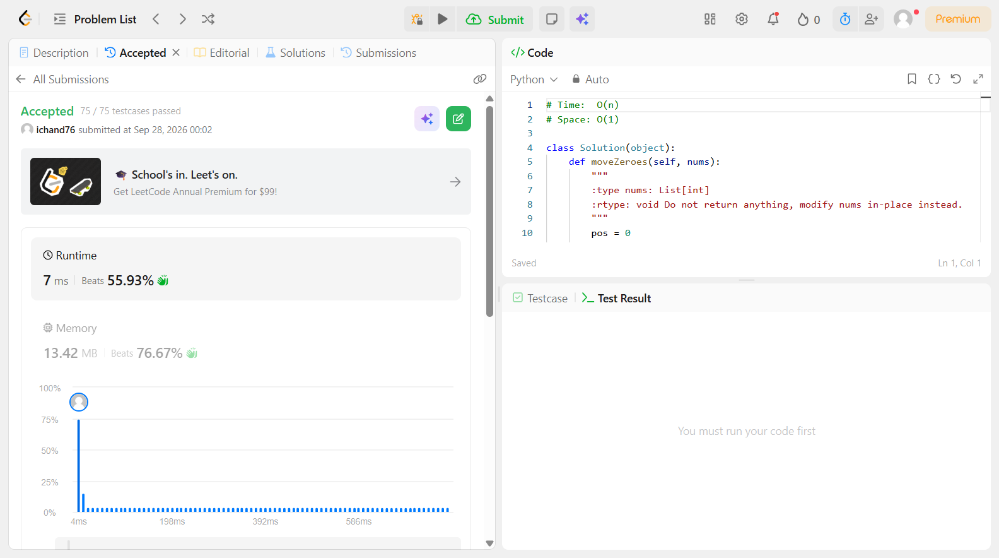 Problem List
Submit
0
Premium
Description
Accepted
Editorial
Solutions
Submissions
All Submissions
Accepted 75 / 75 testcases passed
ichand76 submitted at Sep 28, 2026 00:02
🎓 School's in. Leet's on.
Get LeetCode Annual Premium for $99!
Runtime
7 ms Beats 55.93%
Memory
13.42 MB Beats 76.67%
100%
75%
50%
25%
0%
4ms 198ms 392ms 586ms
</> Code
Python Auto
1 # Time:  O(n)
2 # Space: O(1)
3
4 class Solution(object):
5     def moveZeroes(self, nums):
6         """
7         :type nums: List[int]
8         :rtype: void Do not return anything, modify nums in-place instead.
9         """
10         pos = 0
Saved Ln 1, Col 1
Testcase
Test Result
You must run your code first